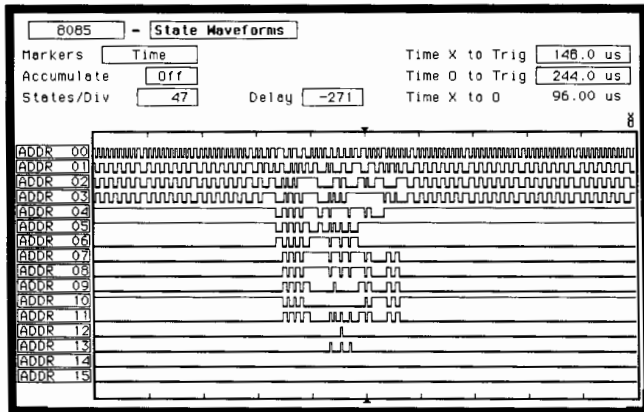 8085 - State Waveforms
Markers Time Time X to Trig 148.0 us
Accumulate Off Time O to Trig 244.0 us
States/Div 47 Delay -271 Time X to O 96.00 us
X
O
ADDR 00
ADDR 01
ADDR 02
ADDR 03
ADDR 04
ADDR 05
ADDR 06
ADDR 07
ADDR 08
ADDR 09
ADDR 10
ADDR 11
ADDR 12
ADDR 13
ADDR 14
ADDR 15